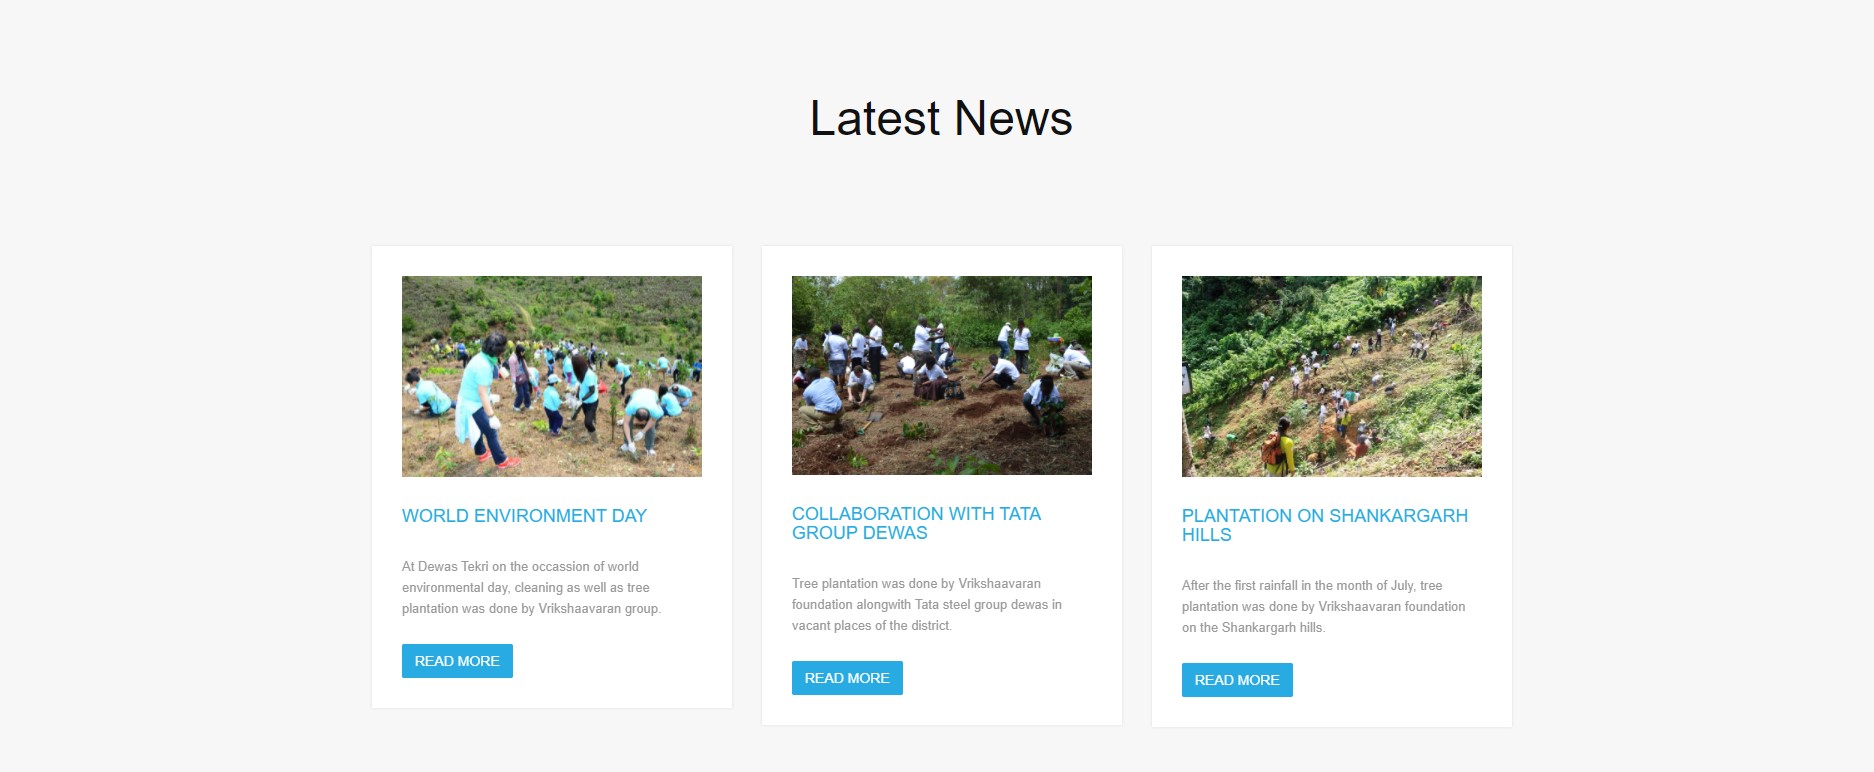 Latest News
WORLD ENVIRONMENT DAY
At Dewas Tekri on the occassion of world
environmental day, cleaning as well as tree
plantation was done by Vrikshaavaran group.
READ MORE
COLLABORATION WITH TATA
GROUP DEWAS
Tree plantation was done by Vrikshaavaran
foundation alongwith Tata steel group dewas in
vacant places of the district.
READ MORE
PLANTATION ON SHANKARGARH
HILLS
After the first rainfall in the month of July, tree
plantation was done by Vrikshaavaran foundation
on the Shankargarh hills.
READ MORE